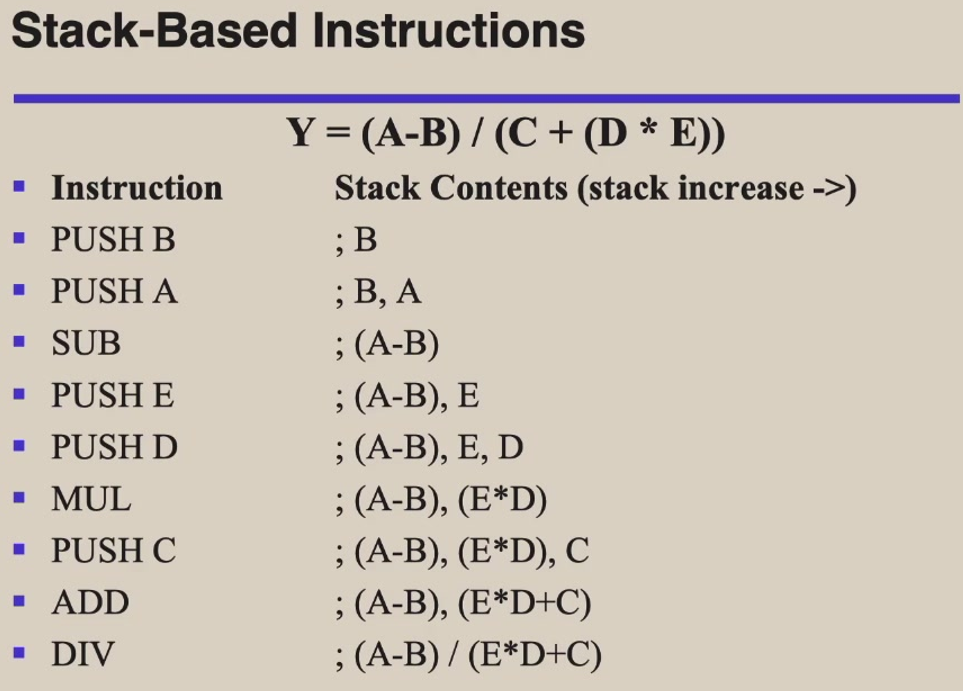 Stack-Based Instructions
Y = (A-B) / (C + (D * E))
▪ Instruction Stack Contents (stack increase ->)
▪ PUSH B ; B
▪ PUSH A ; B, A
▪ SUB ; (A-B)
▪ PUSH E ; (A-B), E
▪ PUSH D ; (A-B), E, D
▪ MUL ; (A-B), (E*D)
▪ PUSH C ; (A-B), (E*D), C
▪ ADD ; (A-B), (E*D+C)
▪ DIV ; (A-B) / (E*D+C)